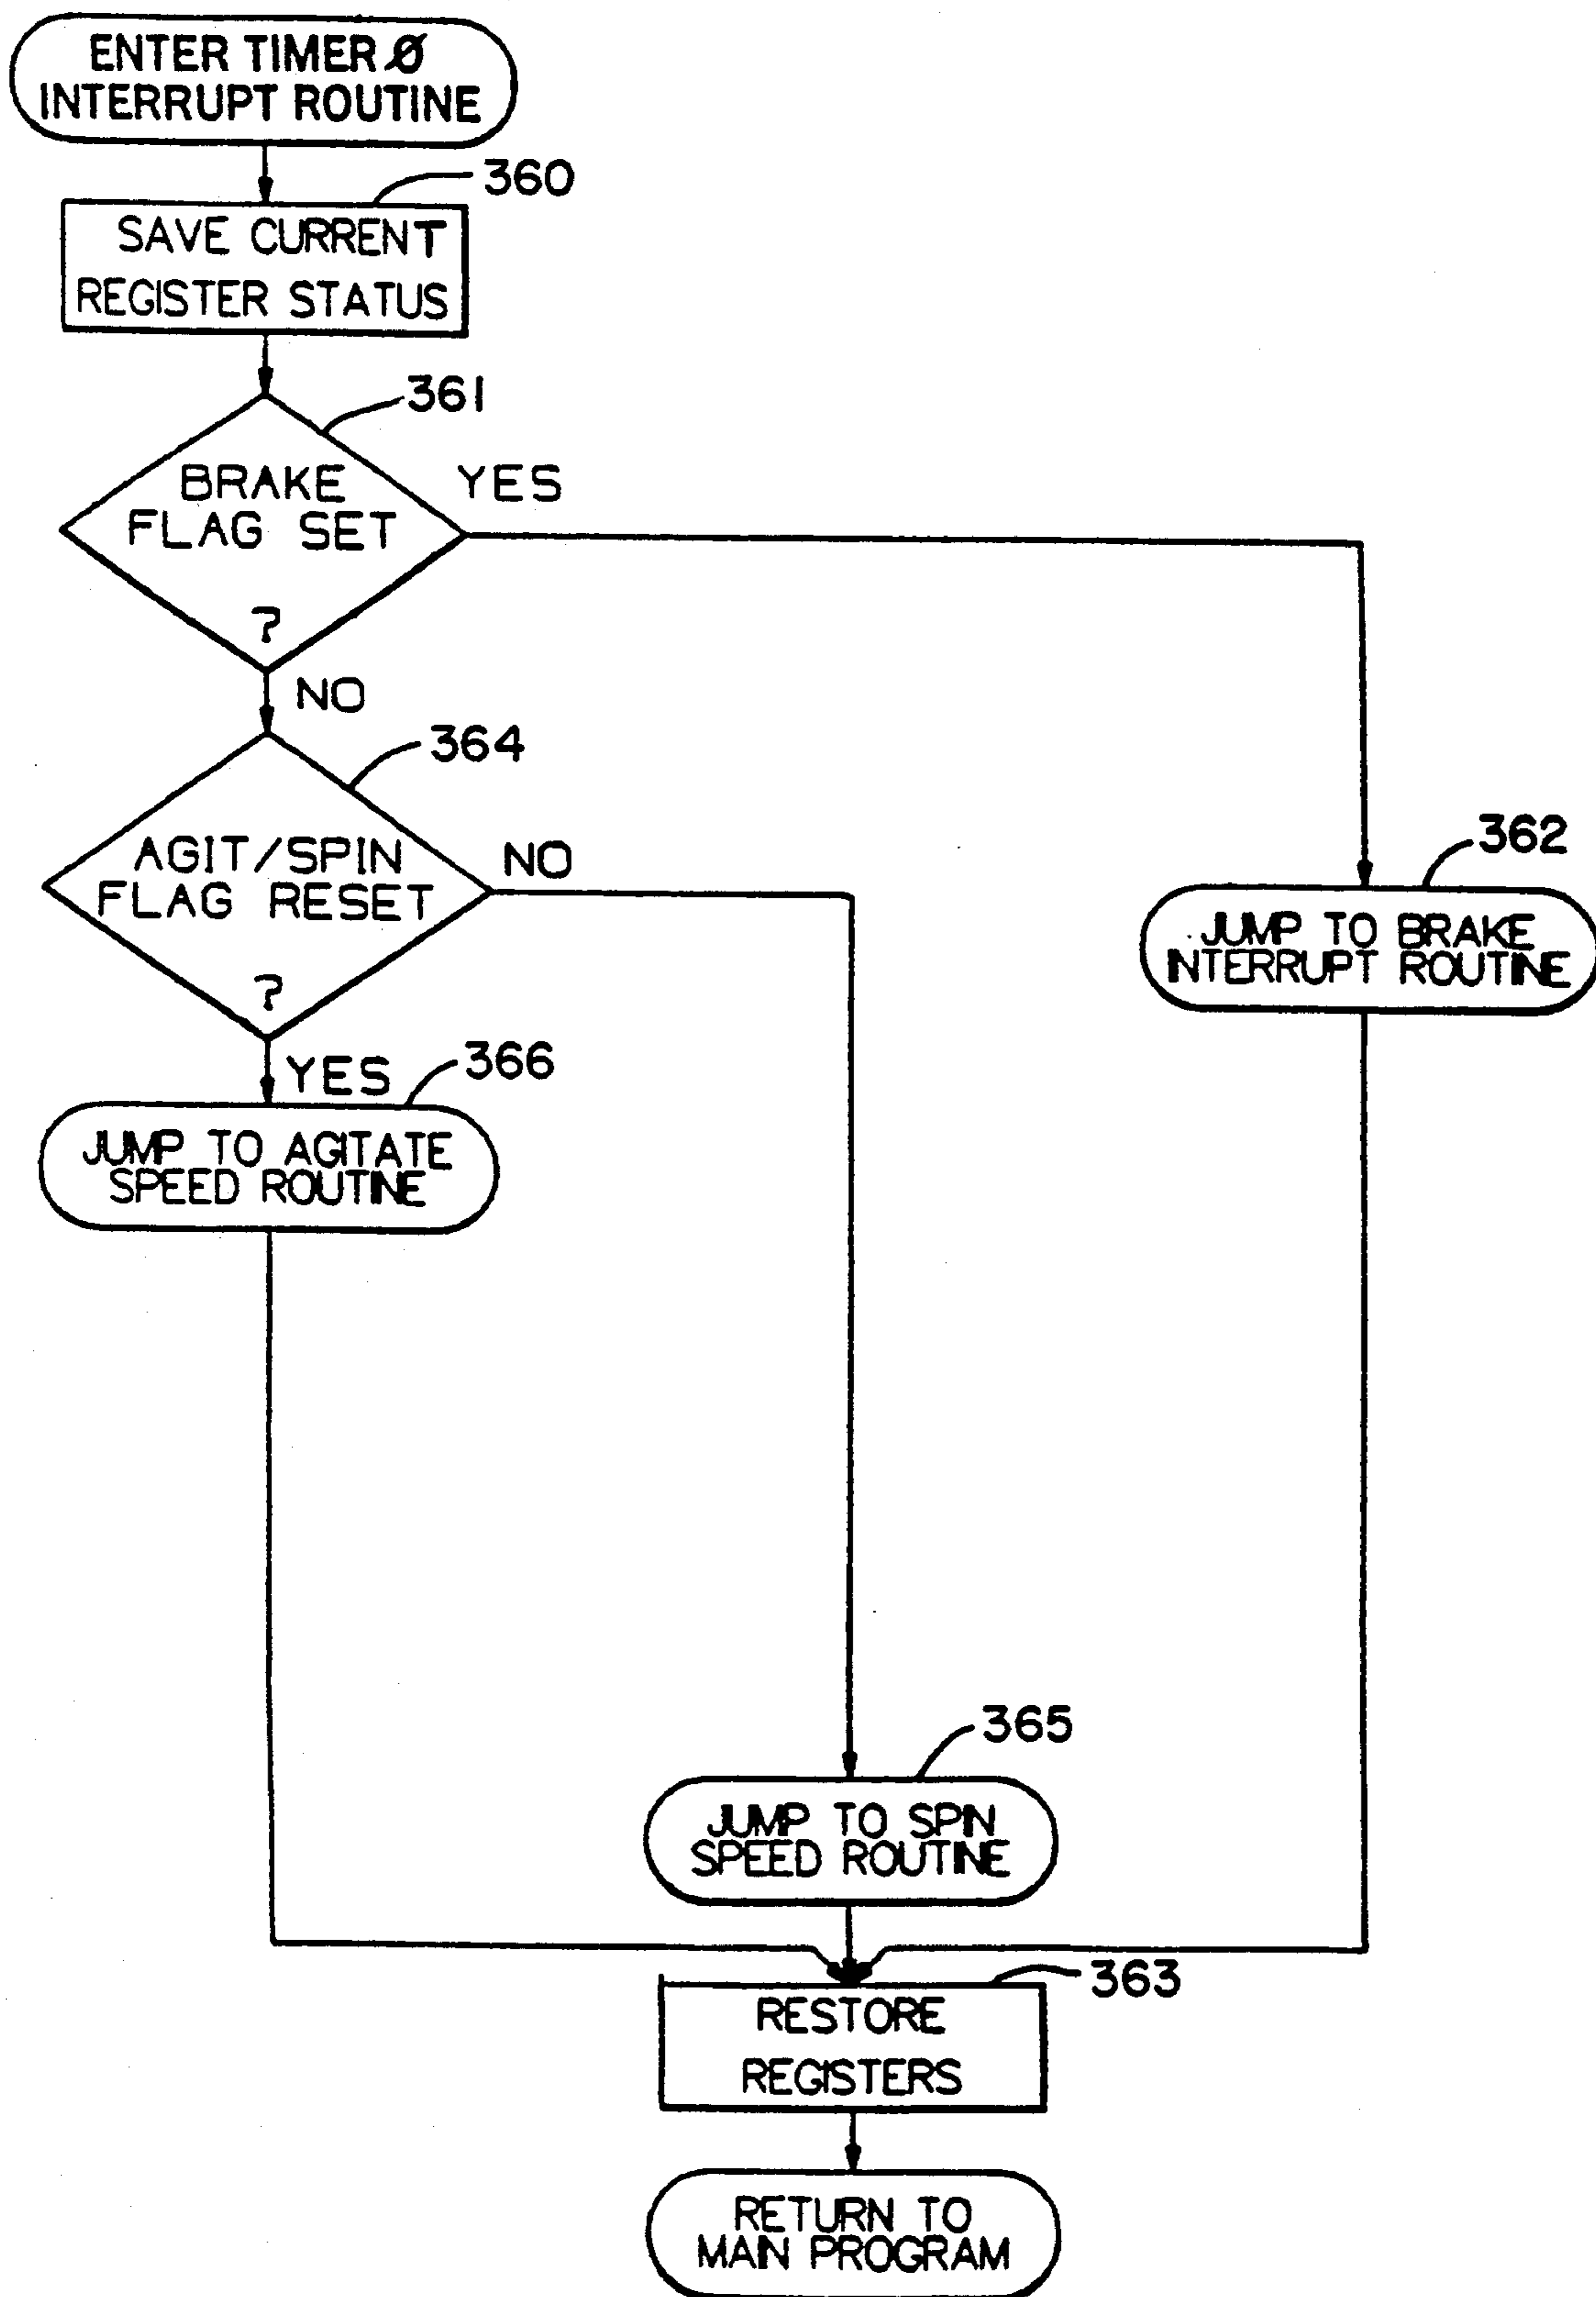 ENTER TIMER Ø
INTERRUPT ROUTINE
360
SAVE CURRENT
REGISTER STATUS
361
BRAKE
FLAG SET
?
YES
NO
364
AGIT/SPIN
FLAG RESET
?
NO
362
JUMP TO BRAKE
INTERRUPT ROUTINE
YES
366
JUMP TO AGITATE
SPEED ROUTINE
365
JUMP TO SPIN
SPEED ROUTINE
363
RESTORE
REGISTERS
RETURN TO
MAIN PROGRAM